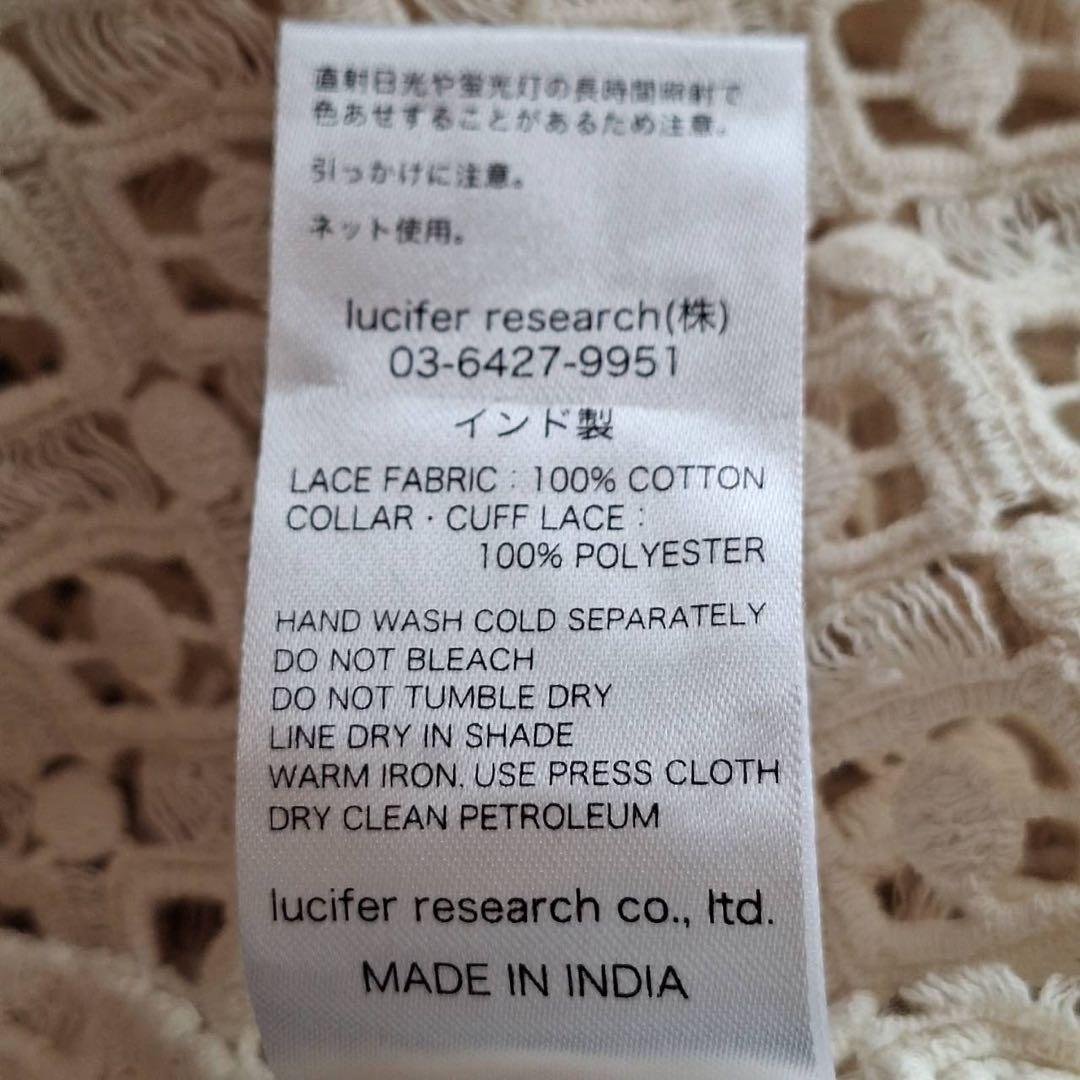 直射日光や蛍光灯の長時間照射で
色あせすることがあるため注意。
引っかけに注意。
ネット使用。
lucifer research(株)
03-6427-9951
インド製
LACE FABRIC : 100% COTTON
COLLAR・CUFF LACE :
100% POLYESTER
HAND WASH COLD SEPARATELY
DO NOT BLEACH
DO NOT TUMBLE DRY
LINE DRY IN SHADE
WARM IRON. USE PRESS CLOTH
DRY CLEAN PETROLEUM
lucifer research co., ltd.
MADE IN INDIA